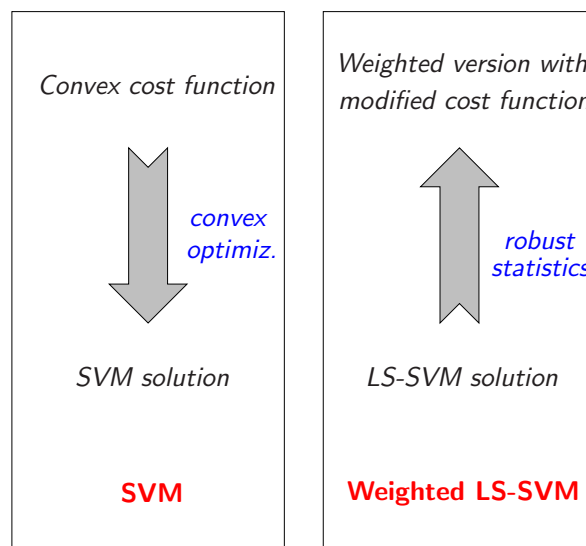 Convex cost function
convex
optimiz.
SVM solution
SVM
Weighted version with
modified cost function
robust
statistics
LS-SVM solution
Weighted LS-SVM